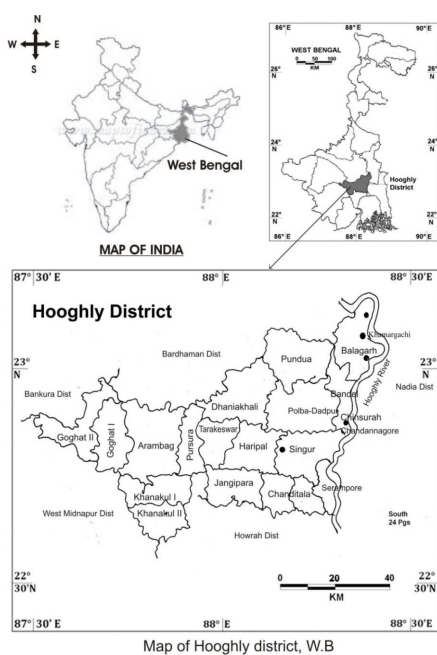 N
W E
S
West Bengal
MAP OF INDIA
86° E 88° E 90° E
WEST BENGAL
0 50 100
KM
26° N
26° N
24° N
24° N
Hooghly
District
22° N
22° N
86° E 88° E 90° E
87° 30' E 88° E 88° 30' E
Hooghly District
Khamargachi
Bardhaman Dist
Pundua
Balagarh
23°
N
23°
N
Hooghly River
Nadia Dist
Bankura Dist
Dhaniakhali
Bandel
Polba-Dadpur
Chinsurah
Chandannagore
Goghat II
Goghat I
Arambag
Pursura
Tarakeswar
Haripal
Singur
Khanakul I
Jangipara
Chanditala
Serampore
West Midnapur Dist
Khanakul II
South
24 Pgs
Howrah Dist
22°
30'N
22°
30'N
0 20 40
KM
87° 30' E 88° E 88° 30' E
Map of Hooghly district, W.B